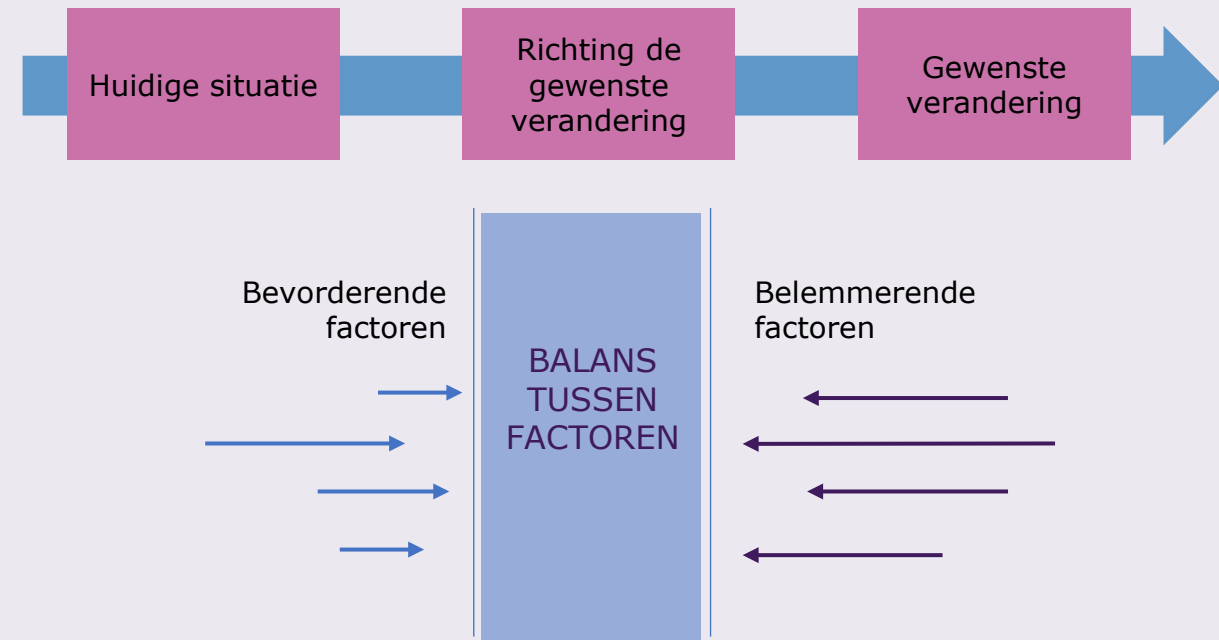 Huidige situatie
Richting de
gewenste
verandering
Gewenste
verandering
Bevorderende
factoren
BALANS
TUSSEN
FACTOREN
Belemmerende
factoren